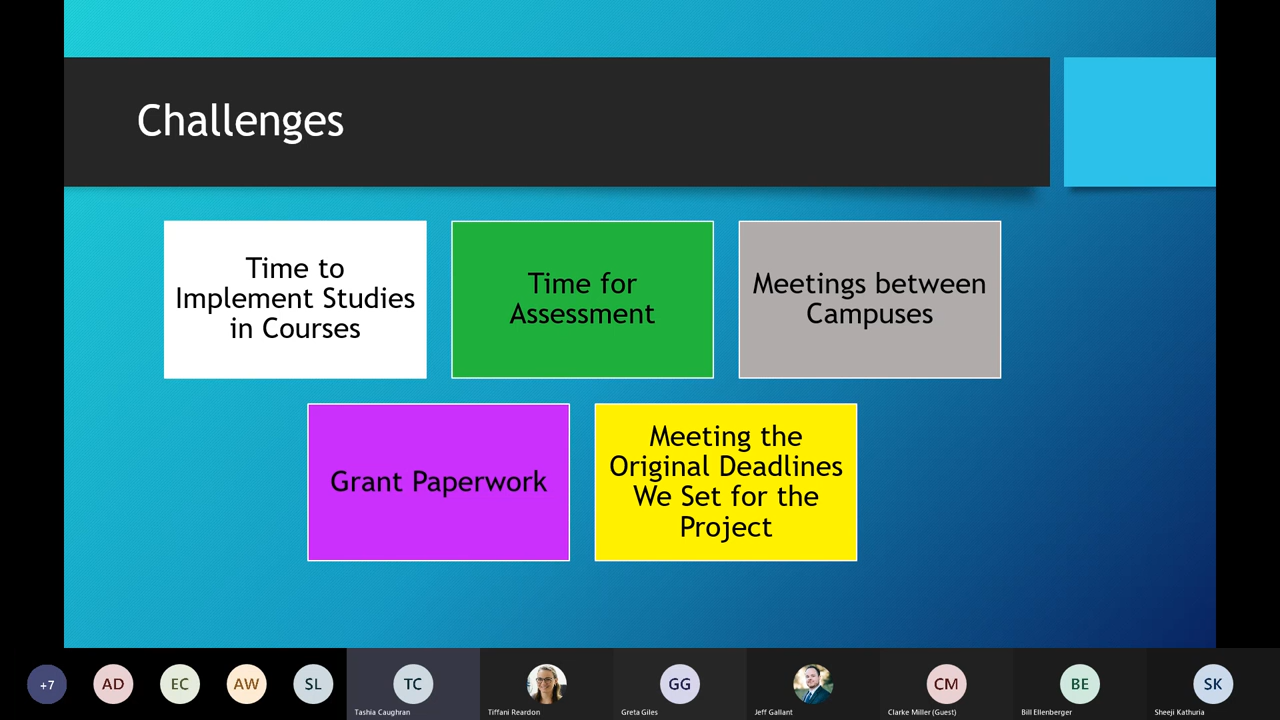 Challenges
Time to
Implement Studies
in Courses
Time for
Assessment
Meetings between
Campuses
Grant Paperwork
Meeting the
Original Deadlines
We Set for the
Project
+7
AD
EC
AW
SL
TC
GG
CM
BE
SK
Tashia Caughran
Tiffani Reardon
Greta Giles
Jeff Gallant
Clarke Miller (Guest)
Bill Ellenberger
Sheeji Kathuria